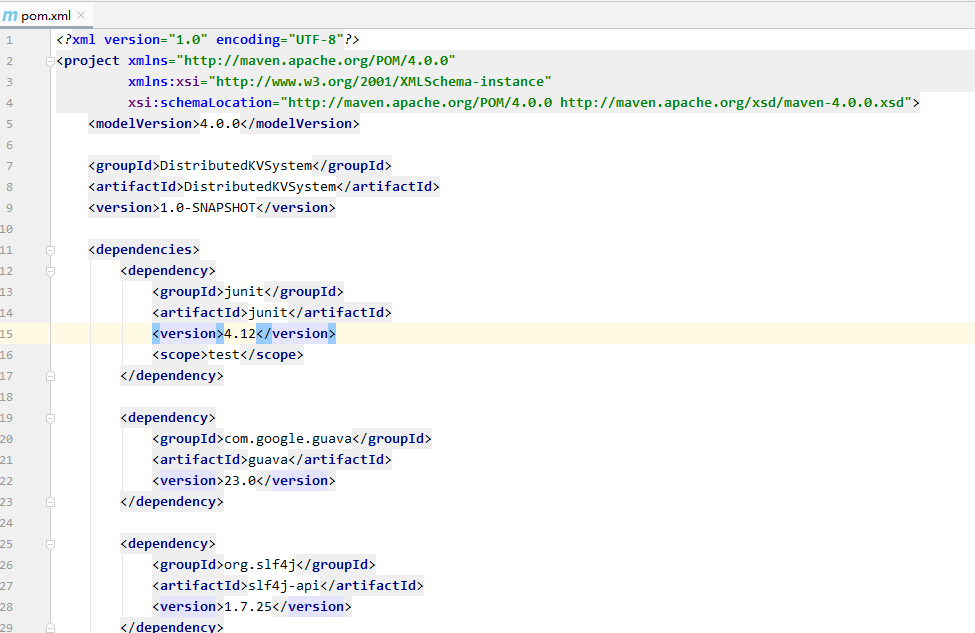 m pom.xml ×
1 <?xml version="1.0" encoding="UTF-8"?>
2 <project xmlns="http://maven.apache.org/POM/4.0.0"
3          xmlns:xsi="http://www.w3.org/2001/XMLSchema-instance"
4          xsi:schemaLocation="http://maven.apache.org/POM/4.0.0 http://maven.apache.org/xsd/maven-4.0.0.xsd">
5     <modelVersion>4.0.0</modelVersion>
6
7     <groupId>DistributedKVSystem</groupId>
8     <artifactId>DistributedKVSystem</artifactId>
9     <version>1.0-SNAPSHOT</version>
10
11     <dependencies>
12         <dependency>
13             <groupId>junit</groupId>
14             <artifactId>junit</artifactId>
15             <version>4.12</version>
16             <scope>test</scope>
17         </dependency>
18
19         <dependency>
20             <groupId>com.google.guava</groupId>
21             <artifactId>guava</artifactId>
22             <version>23.0</version>
23         </dependency>
24
25         <dependency>
26             <groupId>org.slf4j</groupId>
27             <artifactId>slf4j-api</artifactId>
28             <version>1.7.25</version>
29         </dependency>